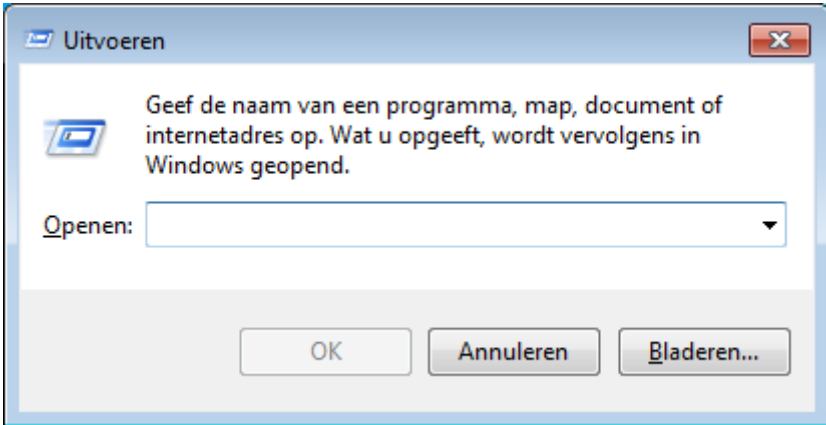 Uitvoeren
Geef de naam van een programma, map, document of
internetadres op. Wat u opgeeft, wordt vervolgens in
Windows geopend.
Openen:
OK Annuleren Bladeren...